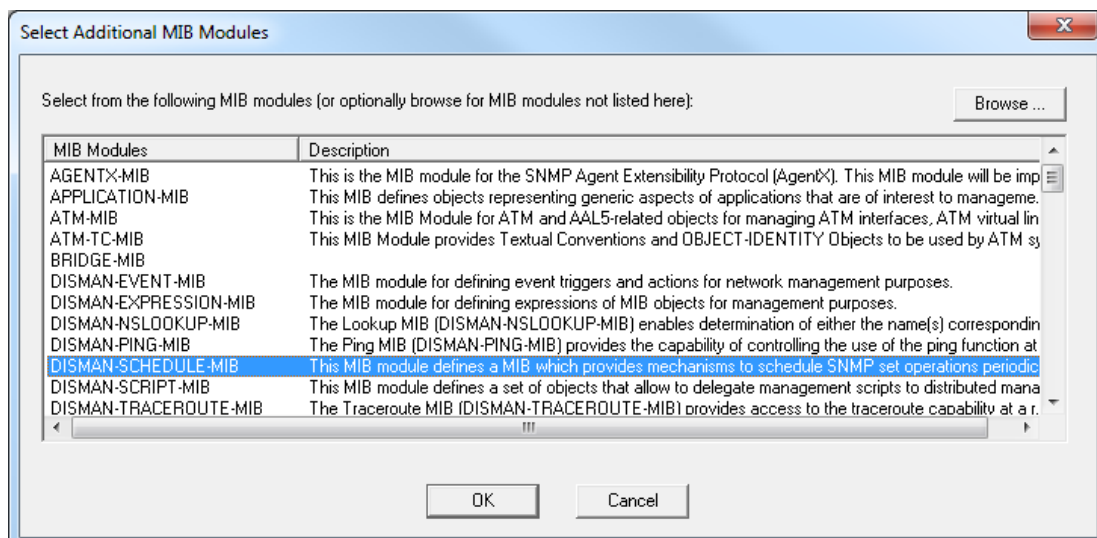 Select Additional MIB Modules
Select from the following MIB modules (or optionally browse for MIB modules not listed here):
Browse ...
MIB Modules Description
AGENTX-MIB This is the MIB module for the SNMP Agent Extensibility Protocol (AgentX). This MIB module will be imp
APPLICATION-MIB This MIB defines objects representing generic aspects of applications that are of interest to manageme...
ATM-MIB This is the MIB Module for ATM and AAL5-related objects for managing ATM interfaces, ATM virtual lin
ATM-TC-MIB This MIB Module provides Textual Conventions and OBJECT-IDENTITY Objects to be used by ATM sy
BRIDGE-MIB
DISMAN-EVENT-MIB The MIB module for defining event triggers and actions for network management purposes.
DISMAN-EXPRESSION-MIB The MIB module for defining expressions of MIB objects for management purposes.
DISMAN-NSLOOKUP-MIB The Lookup MIB (DISMAN-NSLOOKUP-MIB) enables determination of either the name(s) correspondin
DISMAN-PING-MIB The Ping MIB (DISMAN-PING-MIB) provides the capability of controlling the use of the ping function at
DISMAN-SCHEDULE-MIB This MIB module defines a MIB which provides mechanisms to schedule SNMP set operations periodic
DISMAN-SCRIPT-MIB This MIB module defines a set of objects that allow to delegate management scripts to distributed mana
DISMAN-TRACEROUTE-MIB The Traceroute MIB (DISMAN-TRACEROUTE-MIB) provides access to the traceroute capability at a r...
OK Cancel